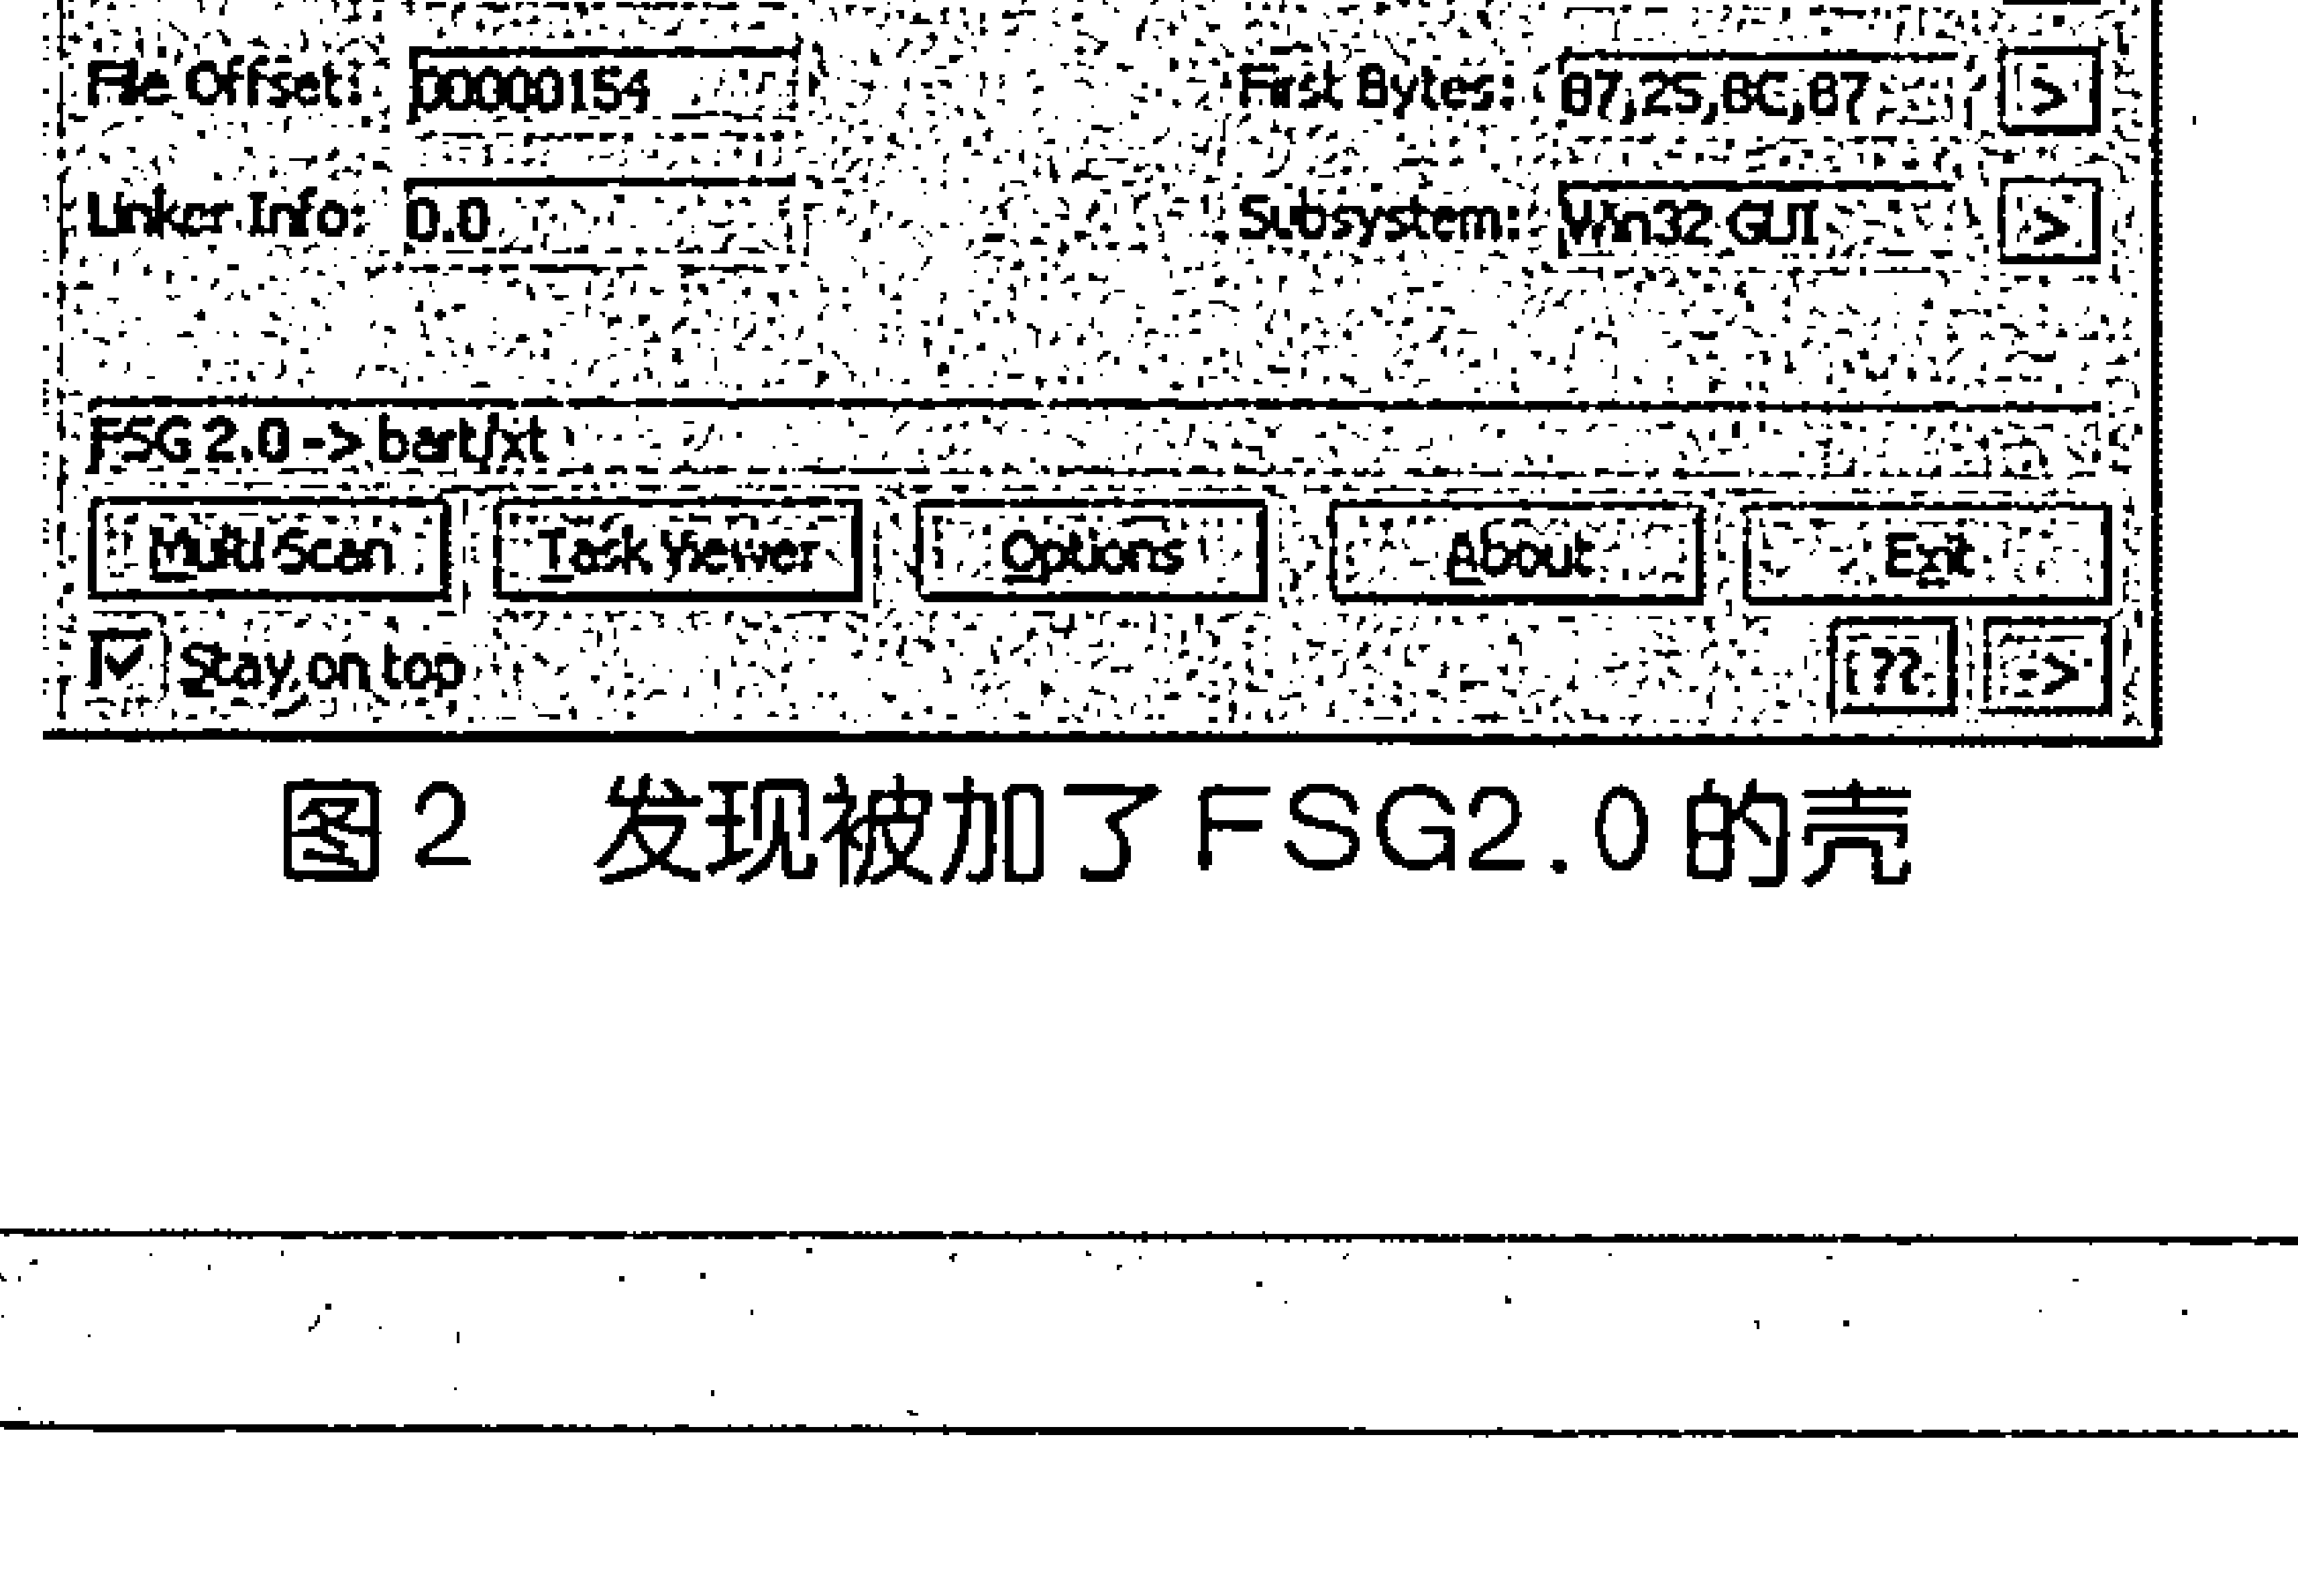 File Offset: 00000154 First Bytes: 87,25,8C,87 >
Linker Info: 0.0 Subsystem: Win32 GUI >
FSG 2.0 -> bart/xt
Multi Scan Task Viewer Options About Exit
Stay on top ?? ->
图2 发现被加了FSG2.0的壳